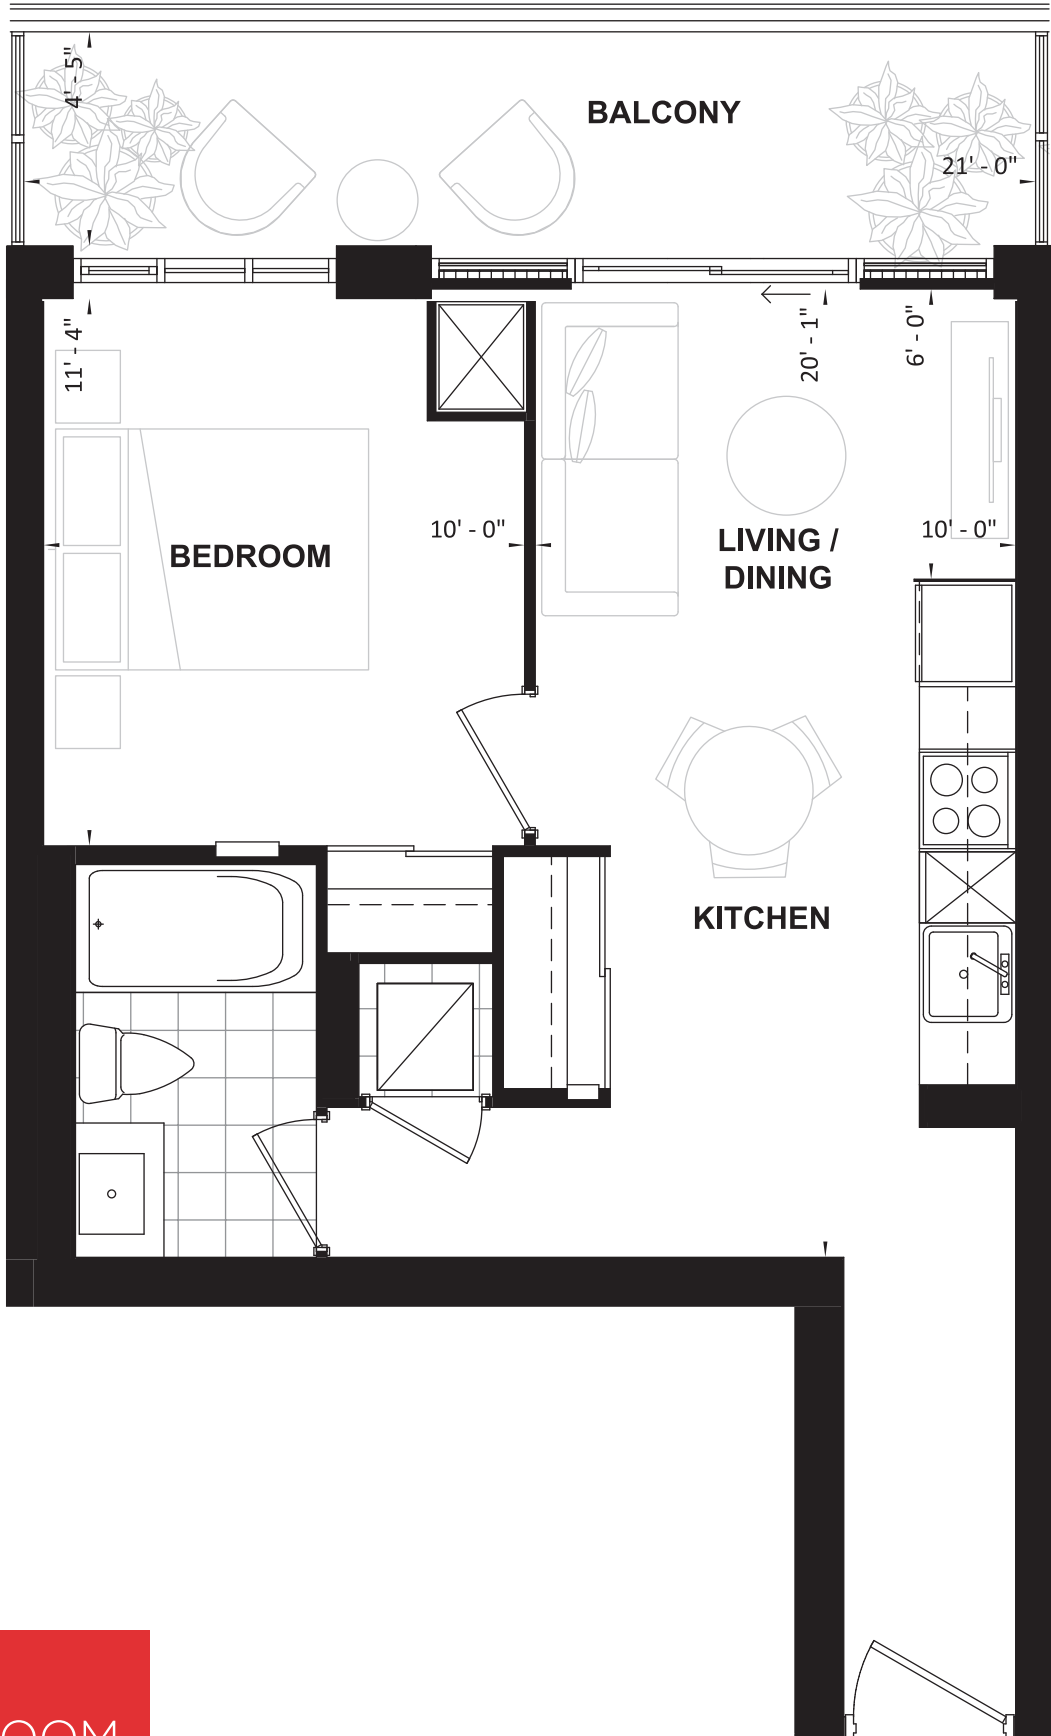 4' - 5"
BALCONY
21' - 0"
11' - 4"
20' - 1"
6' - 0"
BEDROOM
10' - 0"
LIVING /
DINING
10' - 0"
KITCHEN